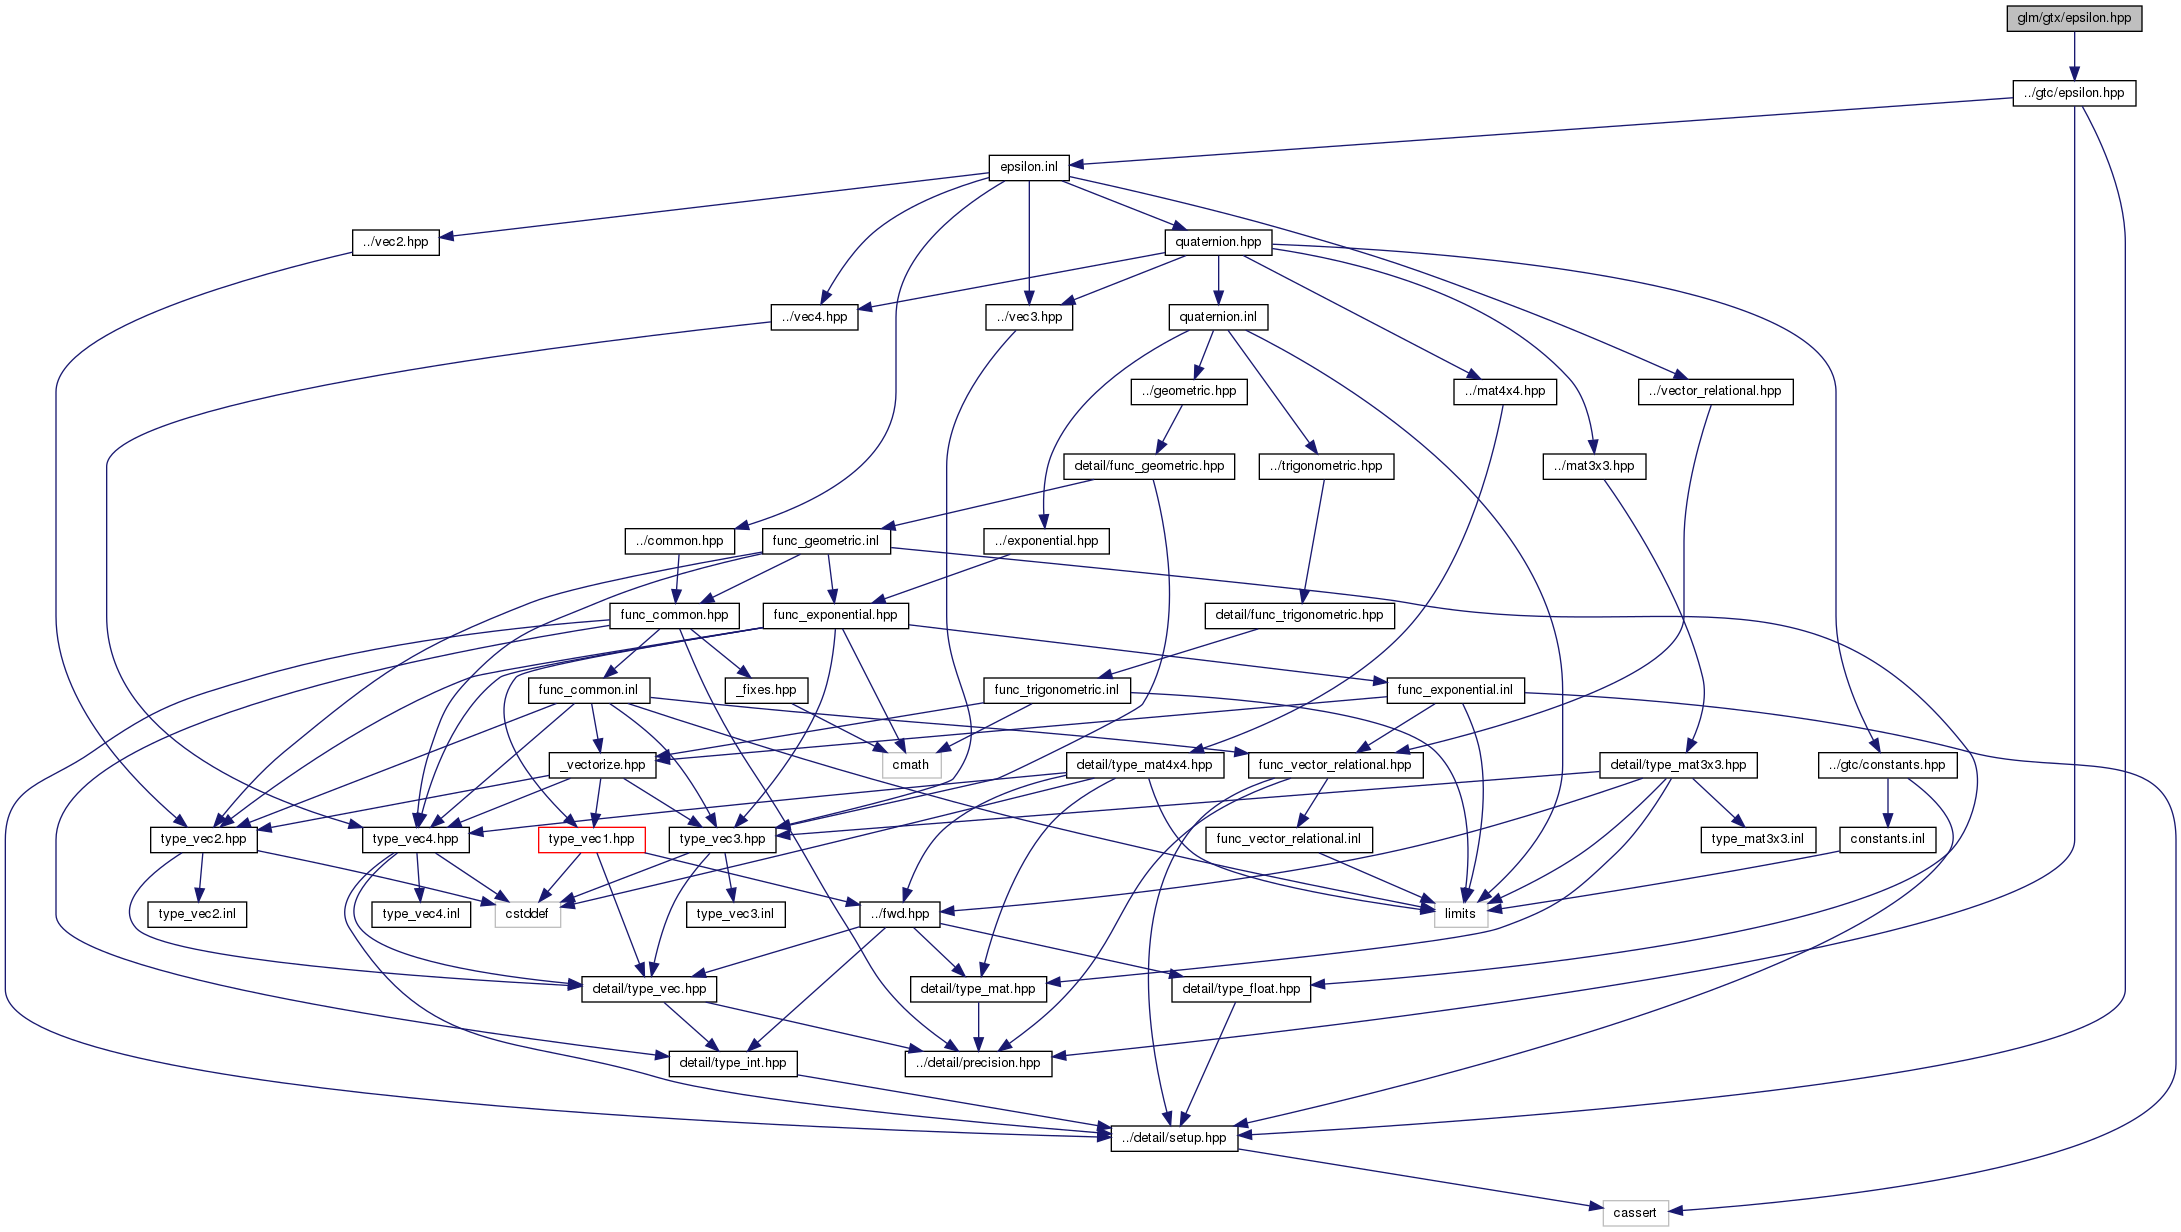 glm/gtx/epsilon.hpp
../gtc/epsilon.hpp
epsilon.inl
../vec2.hpp
quaternion.hpp
../vec4.hpp
../vec3.hpp
quaternion.inl
../geometric.hpp
../mat4x4.hpp
../vector_relational.hpp
detail/func_geometric.hpp
../trigonometric.hpp
../mat3x3.hpp
../common.hpp
func_geometric.inl
../exponential.hpp
func_common.hpp
func_exponential.hpp
detail/func_trigonometric.hpp
func_common.inl
_fixes.hpp
func_trigonometric.inl
func_exponential.inl
_vectorize.hpp
cmath
detail/type_mat4x4.hpp
func_vector_relational.hpp
detail/type_mat3x3.hpp
../gtc/constants.hpp
type_vec2.hpp
type_vec4.hpp
type_vec1.hpp
type_vec3.hpp
func_vector_relational.inl
type_mat3x3.inl
constants.inl
type_vec2.inl
type_vec4.inl
cstddef
type_vec3.inl
../fwd.hpp
limits
detail/type_vec.hpp
detail/type_mat.hpp
detail/type_float.hpp
detail/type_int.hpp
../detail/precision.hpp
../detail/setup.hpp
cassert